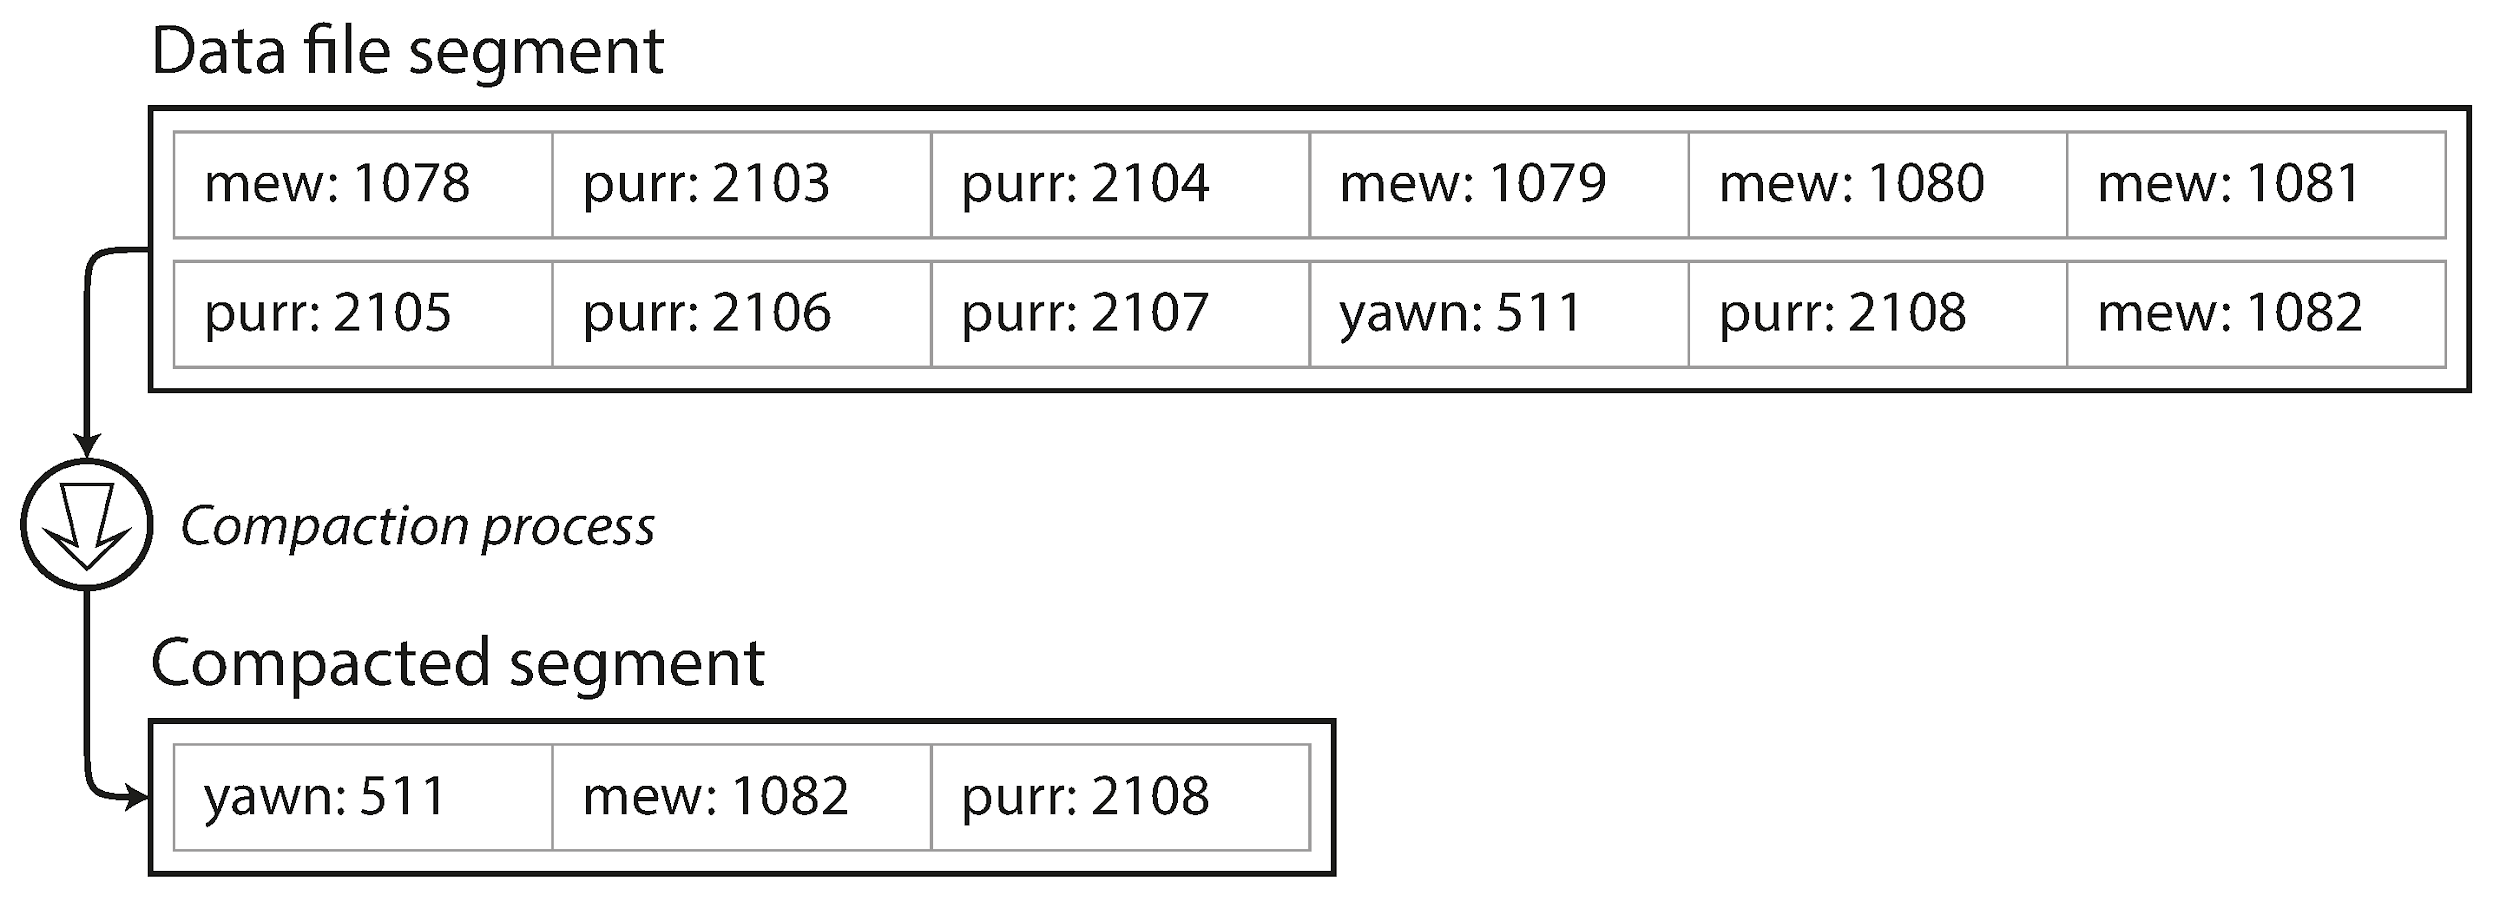 Data file segment
mew: 1078 purr: 2103 purr: 2104 mew: 1079 mew: 1080 mew: 1081
purr: 2105 purr: 2106 purr: 2107 yawn: 511 purr: 2108 mew: 1082
Compaction process
Compacted segment
yawn: 511 mew: 1082 purr: 2108